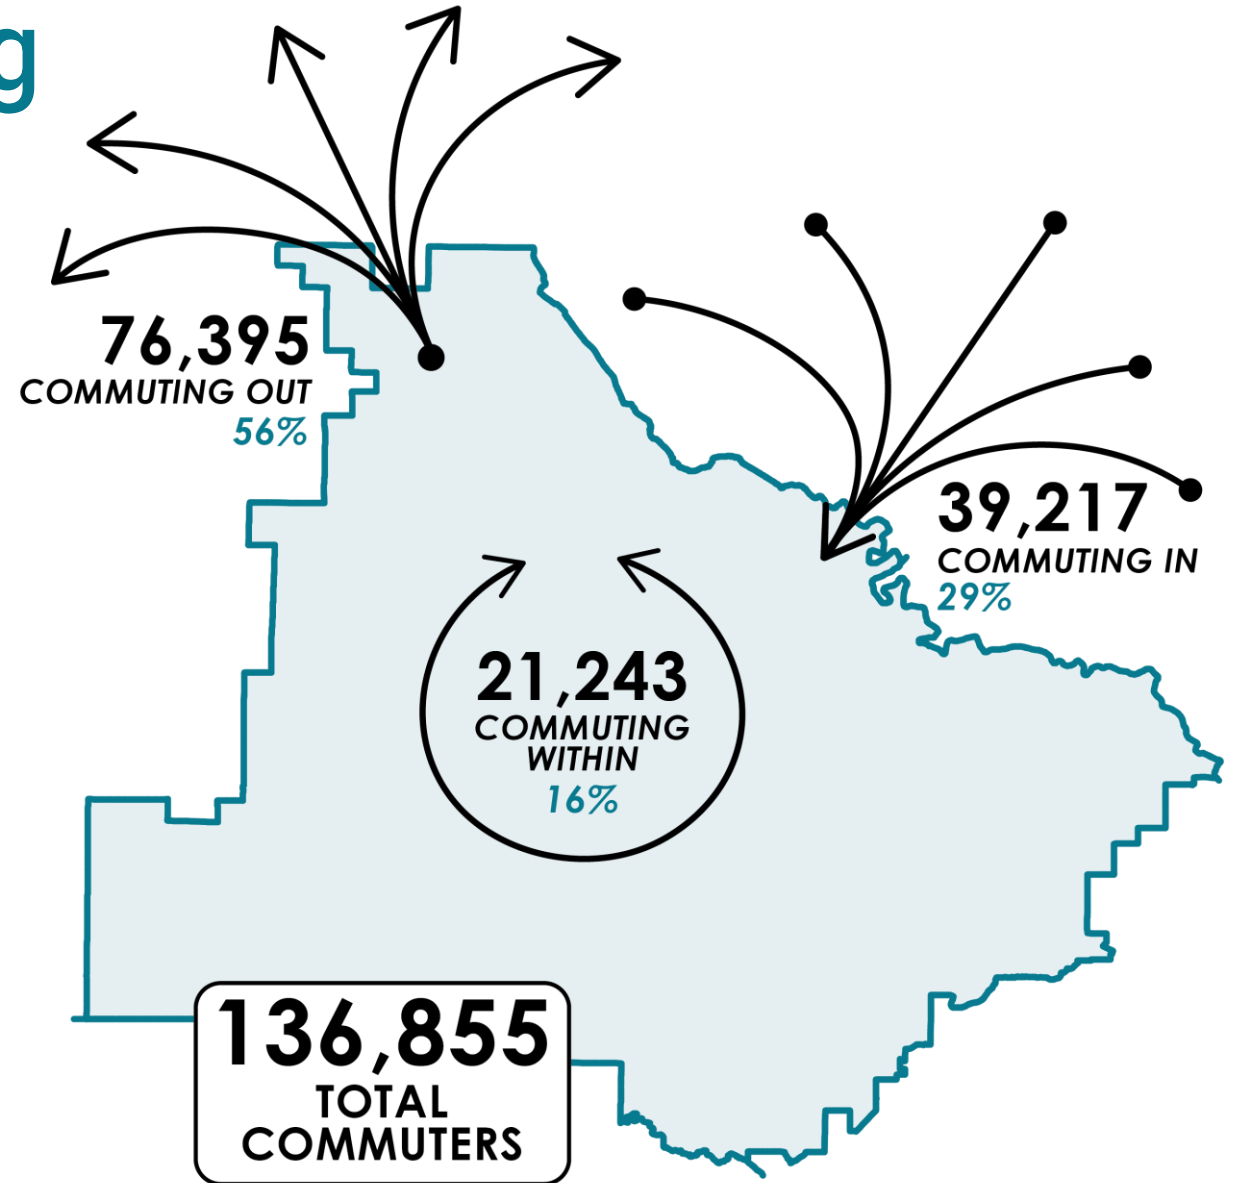 g
76,395
COMMUTING OUT
56%
39,217
COMMUTING IN
29%
21,243
COMMUTING
WITHIN
16%
136,855
TOTAL
COMMUTERS